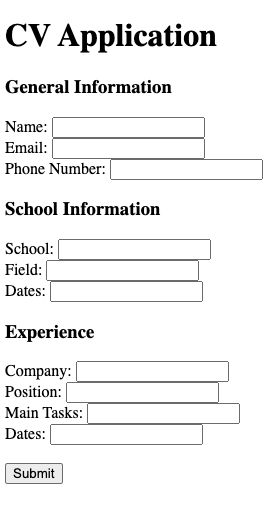 CV Application
General Information
Name:
Email:
Phone Number:
School Information
School:
Field:
Dates:
Experience
Company:
Position:
Main Tasks:
Dates:
Submit